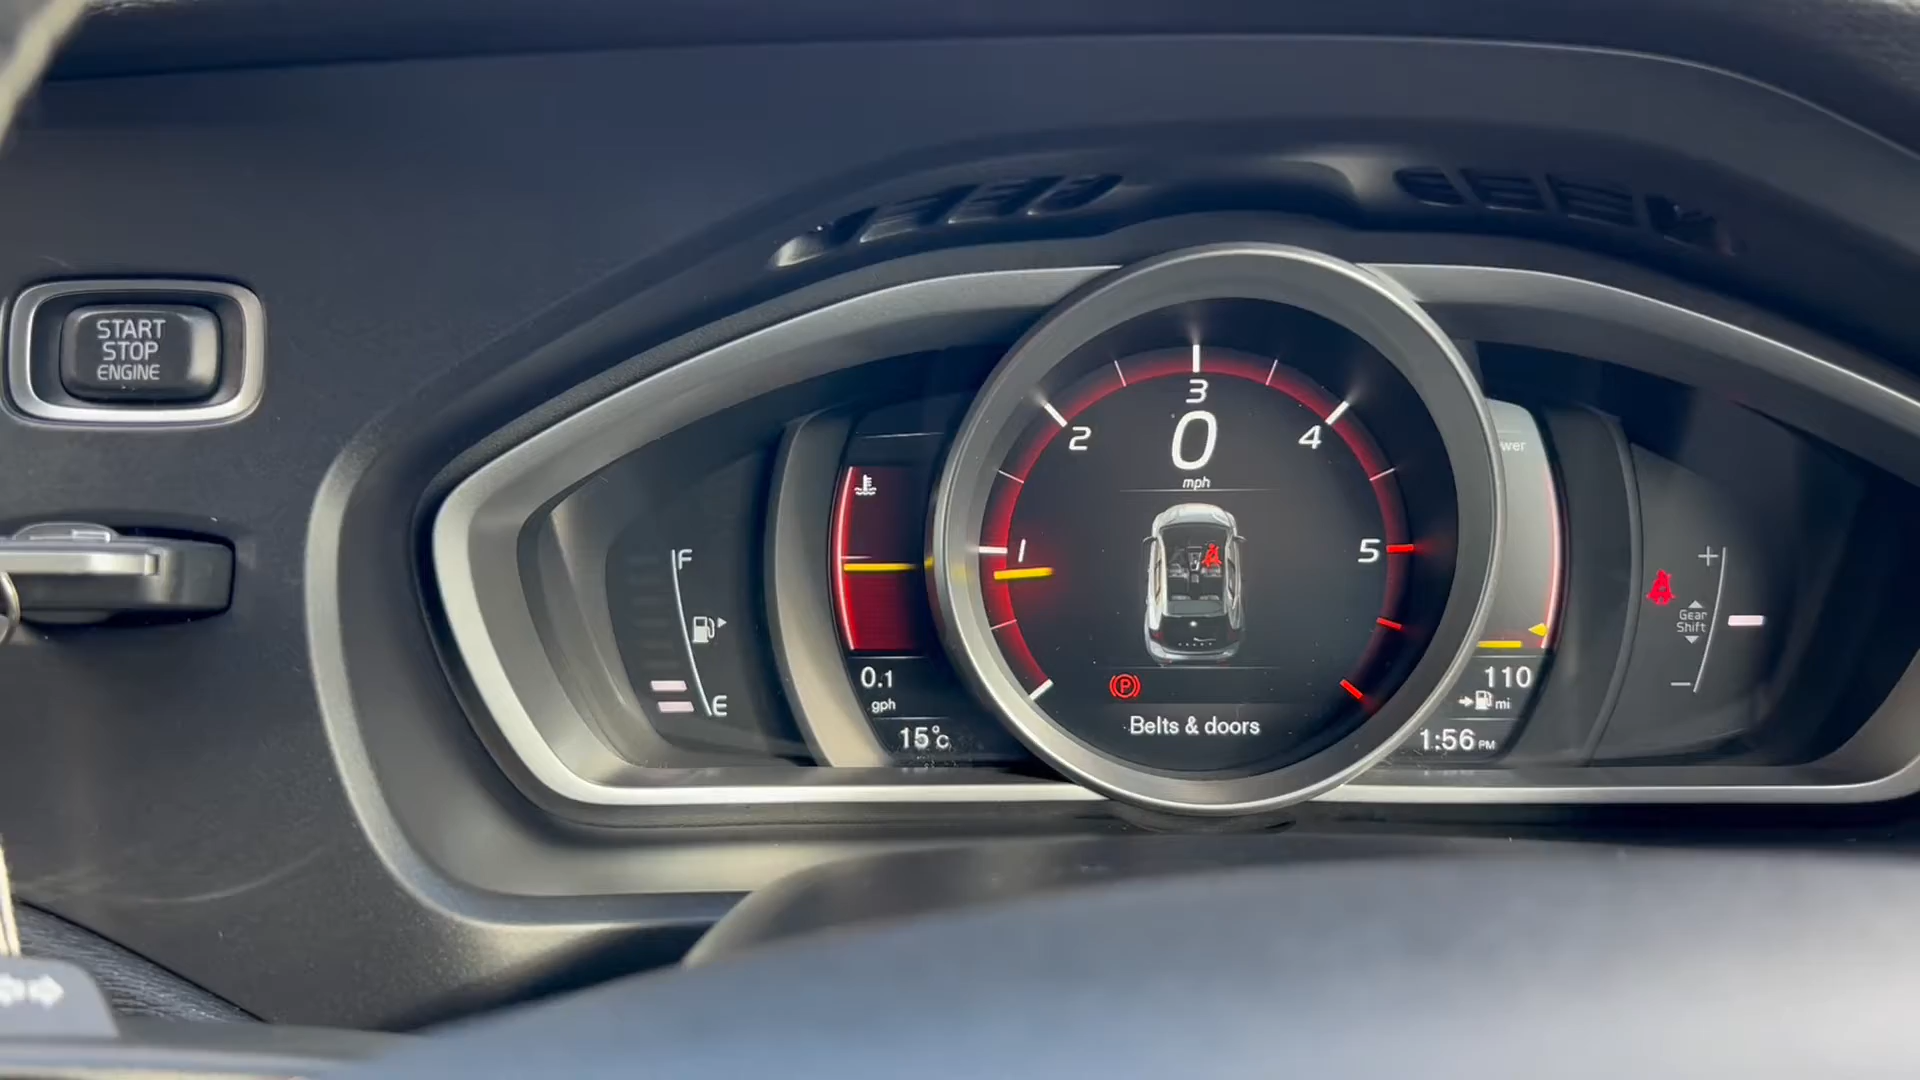 START
STOP
ENGINE
F
E
0.1
gph
15°C
1
2
3
4
5
0
mph
P
Belts & doors
wer
110
mi
1:56 PM
+
Gear
Shift
-